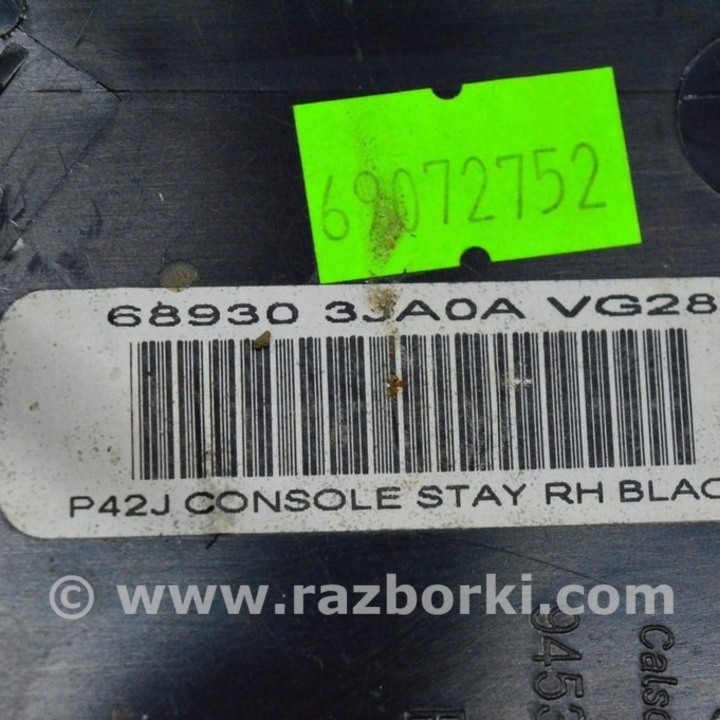 69072752
68930 3JA0A VG28
P42J CONSOLE STAY RH BLAC
© www.razborki.com